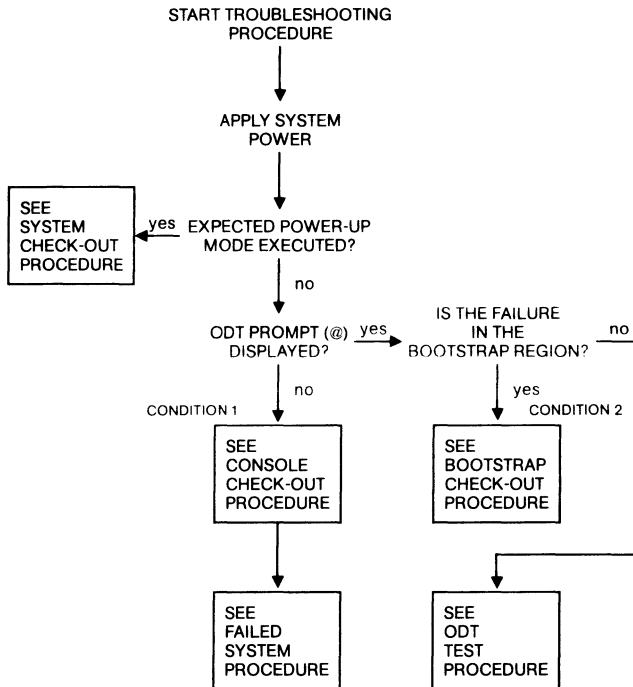 START TROUBLESHOOTING
PROCEDURE
APPLY SYSTEM
POWER
SEE
SYSTEM
CHECK-OUT
PROCEDURE
yes
EXPECTED POWER-UP
MODE EXECUTED?
no
ODT PROMPT (@)
DISPLAYED?
yes
IS THE FAILURE
IN THE
BOOTSTRAP REGION?
no
no
CONDITION 1
yes
CONDITION 2
SEE
CONSOLE
CHECK-OUT
PROCEDURE
SEE
BOOTSTRAP
CHECK-OUT
PROCEDURE
SEE
FAILED
SYSTEM
PROCEDURE
SEE
ODT
TEST
PROCEDURE